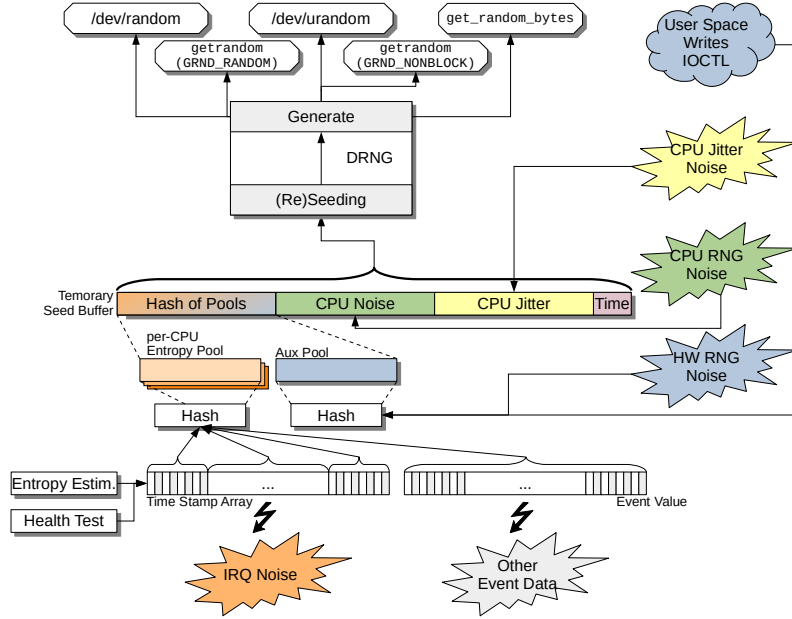 /dev/random
/dev/urandom
get_random_bytes
User Space
Writes
IOCTL
getrandom
(GRND_RANDOM)
getrandom
(GRND_NONBLOCK)
Generate
DRNG
(Re)Seeding
CPU Jitter
Noise
CPU RNG
Noise
Temorary
Seed Buffer
Hash of Pools
CPU Noise
CPU Jitter
Time
per-CPU
Entropy Pool
Aux Pool
HW RNG
Noise
Hash
Hash
Entropy Estim.
Health Test
...
...
Time Stamp Array
Event Value
IRQ Noise
Other
Event Data